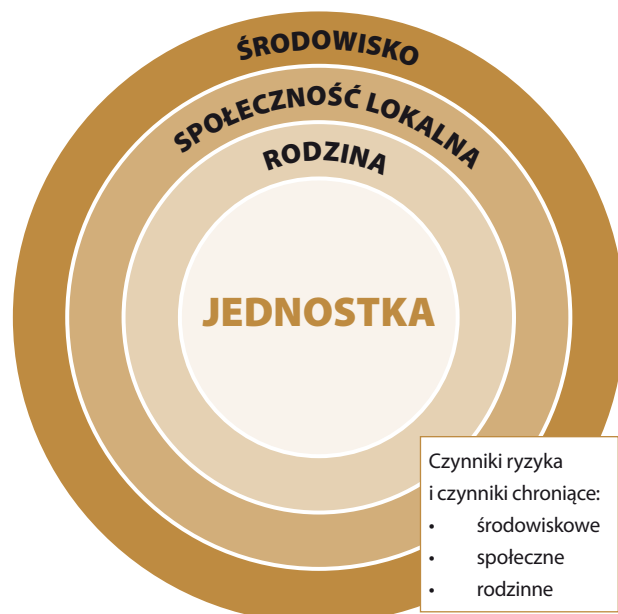 ŚRODOWISKO
SPOŁECZNOŚĆ LOKALNA
RODZINA
JEDNOSTKA
Czynniki ryzyka
i czynniki chroniące:
• środowiskowe
• społeczne
• rodzinne